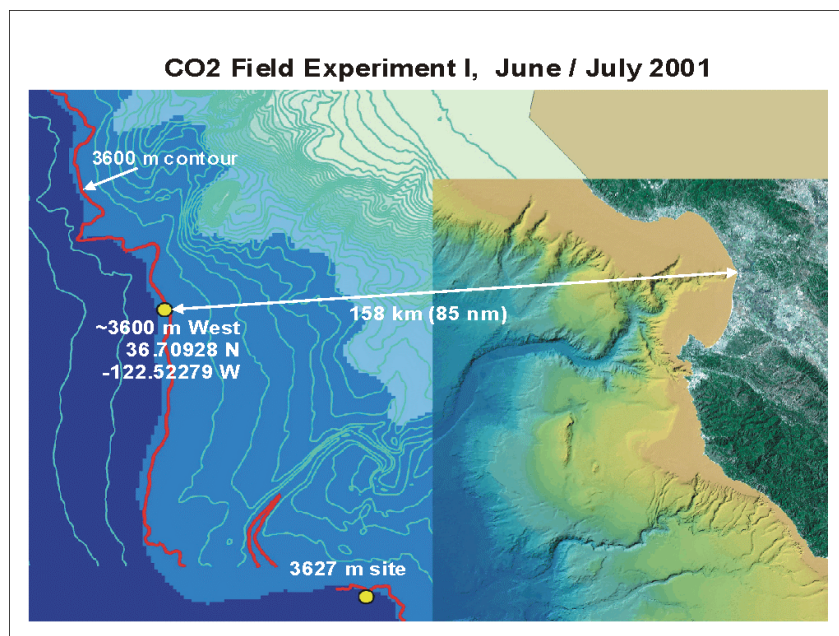 CO2 Field Experiment I, June / July 2001
3600 m contour
158 km (85 nm)
~3600 m West
36.70928 N
-122.52279 W
3627 m site